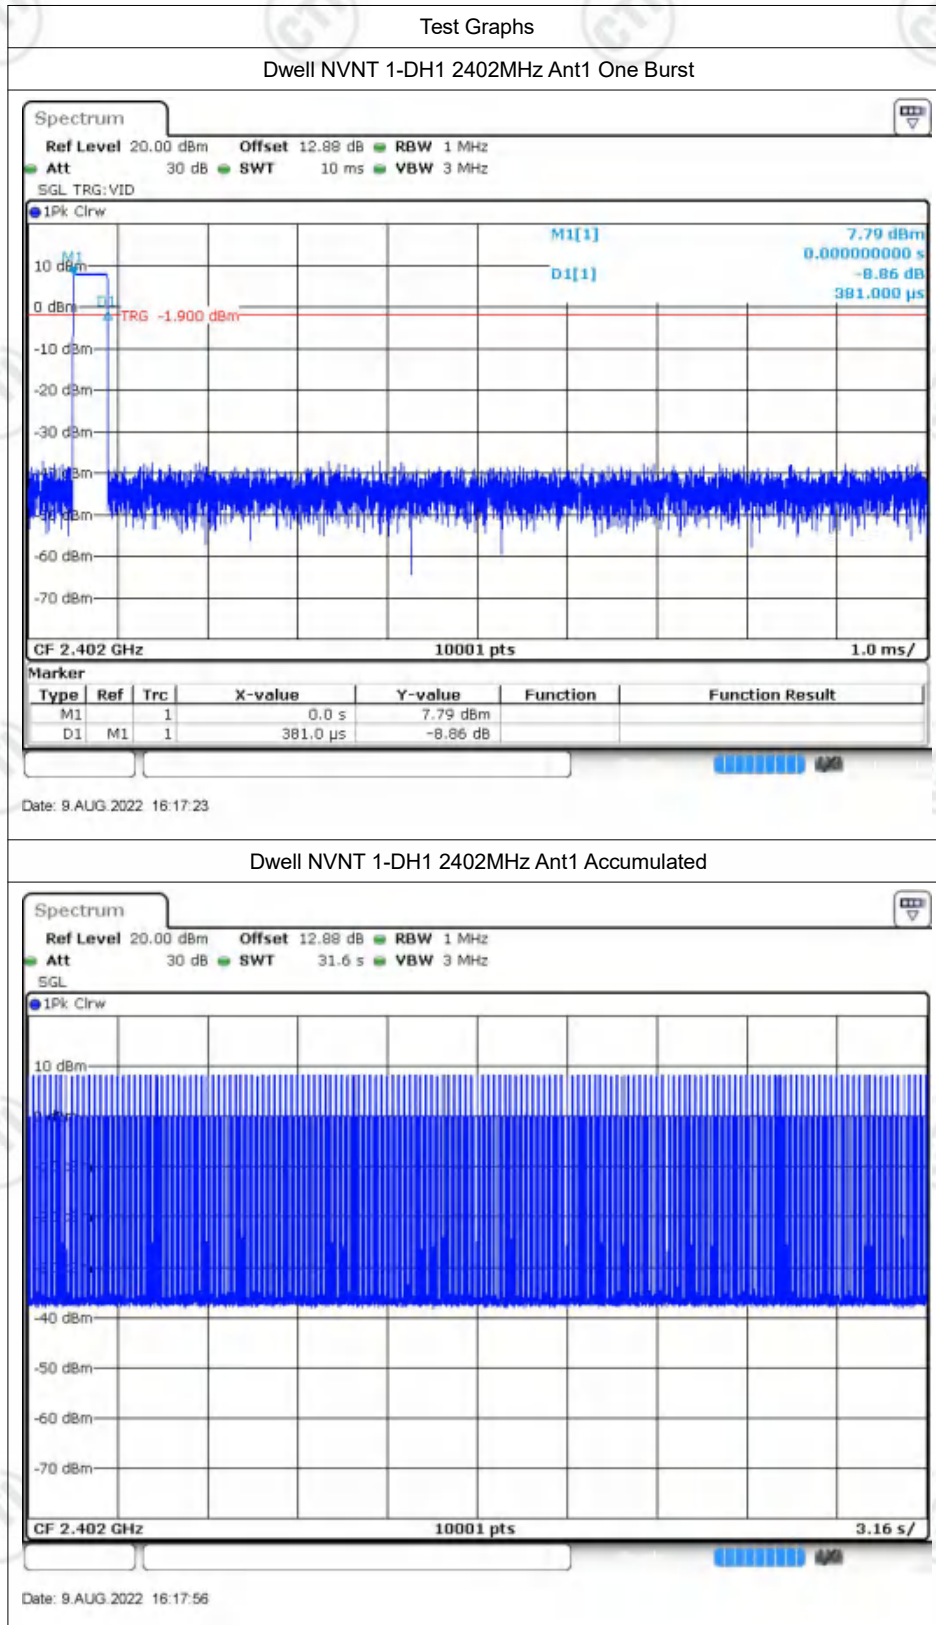 Test Graphs
Dwell NVNT 1-DH1 2402MHz Ant1 One Burst
Spectrum
Ref Level 20.00 dBm Offset 12.88 dB RBW 1 MHz
Att 30 dB SWT 10 ms VBW 3 MHz
SGL TRG:VID
1Pk Clrw
M1[1] 7.79 dBm
0.000000000 s
M1
10 dBm
D1[1] -8.86 dB
381.000 µs
0 dBm
D1
TRG -1.900 dBm
-10 dBm
-20 dBm
-30 dBm
-40 dBm
-50 dBm
-60 dBm
-70 dBm
CF 2.402 GHz 10001 pts 1.0 ms/
Marker
Type Ref Trc X-value Y-value Function Function Result
M1 1 0.0 s 7.79 dBm
D1 M1 1 381.0 µs -8.86 dB
Date: 9.AUG.2022 16:17:23
Dwell NVNT 1-DH1 2402MHz Ant1 Accumulated
Spectrum
Ref Level 20.00 dBm Offset 12.88 dB RBW 1 MHz
Att 30 dB SWT 31.6 s VBW 3 MHz
SGL
1Pk Clrw
10 dBm
0 dBm
-40 dBm
-50 dBm
-60 dBm
-70 dBm
CF 2.402 GHz 10001 pts 3.16 s/
Date: 9.AUG.2022 16:17:56